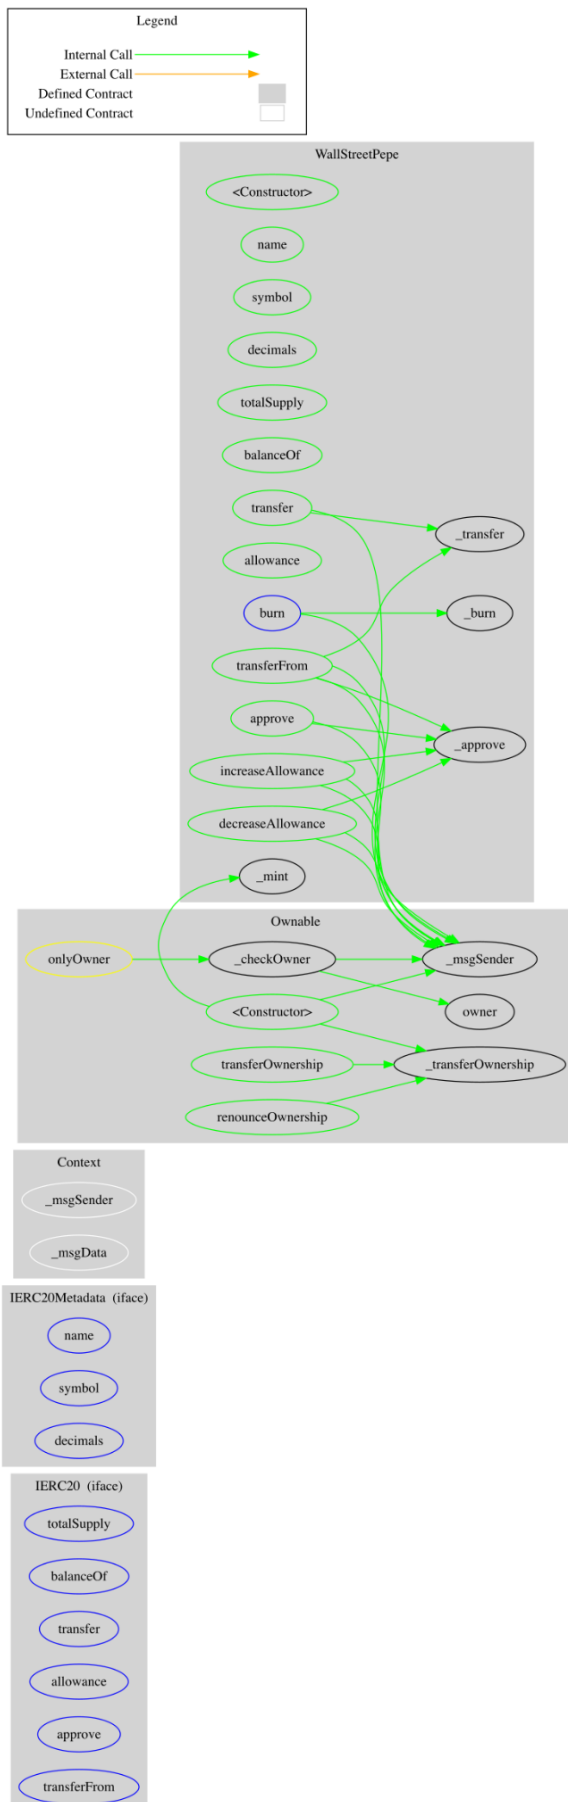 Legend
Internal Call
External Call
Defined Contract
Undefined Contract
WallStreetPepe
<Constructor>
name
symbol
decimals
totalSupply
balanceOf
transfer
_transfer
allowance
burn
_burn
transferFrom
approve
_approve
increaseAllowance
decreaseAllowance
_mint
Ownable
onlyOwner
_checkOwner
_msgSender
<Constructor>
owner
transferOwnership
_transferOwnership
renounceOwnership
Context
_msgSender
_msgData
IERC20Metadata (iface)
name
symbol
decimals
IERC20 (iface)
totalSupply
balanceOf
transfer
allowance
approve
transferFrom